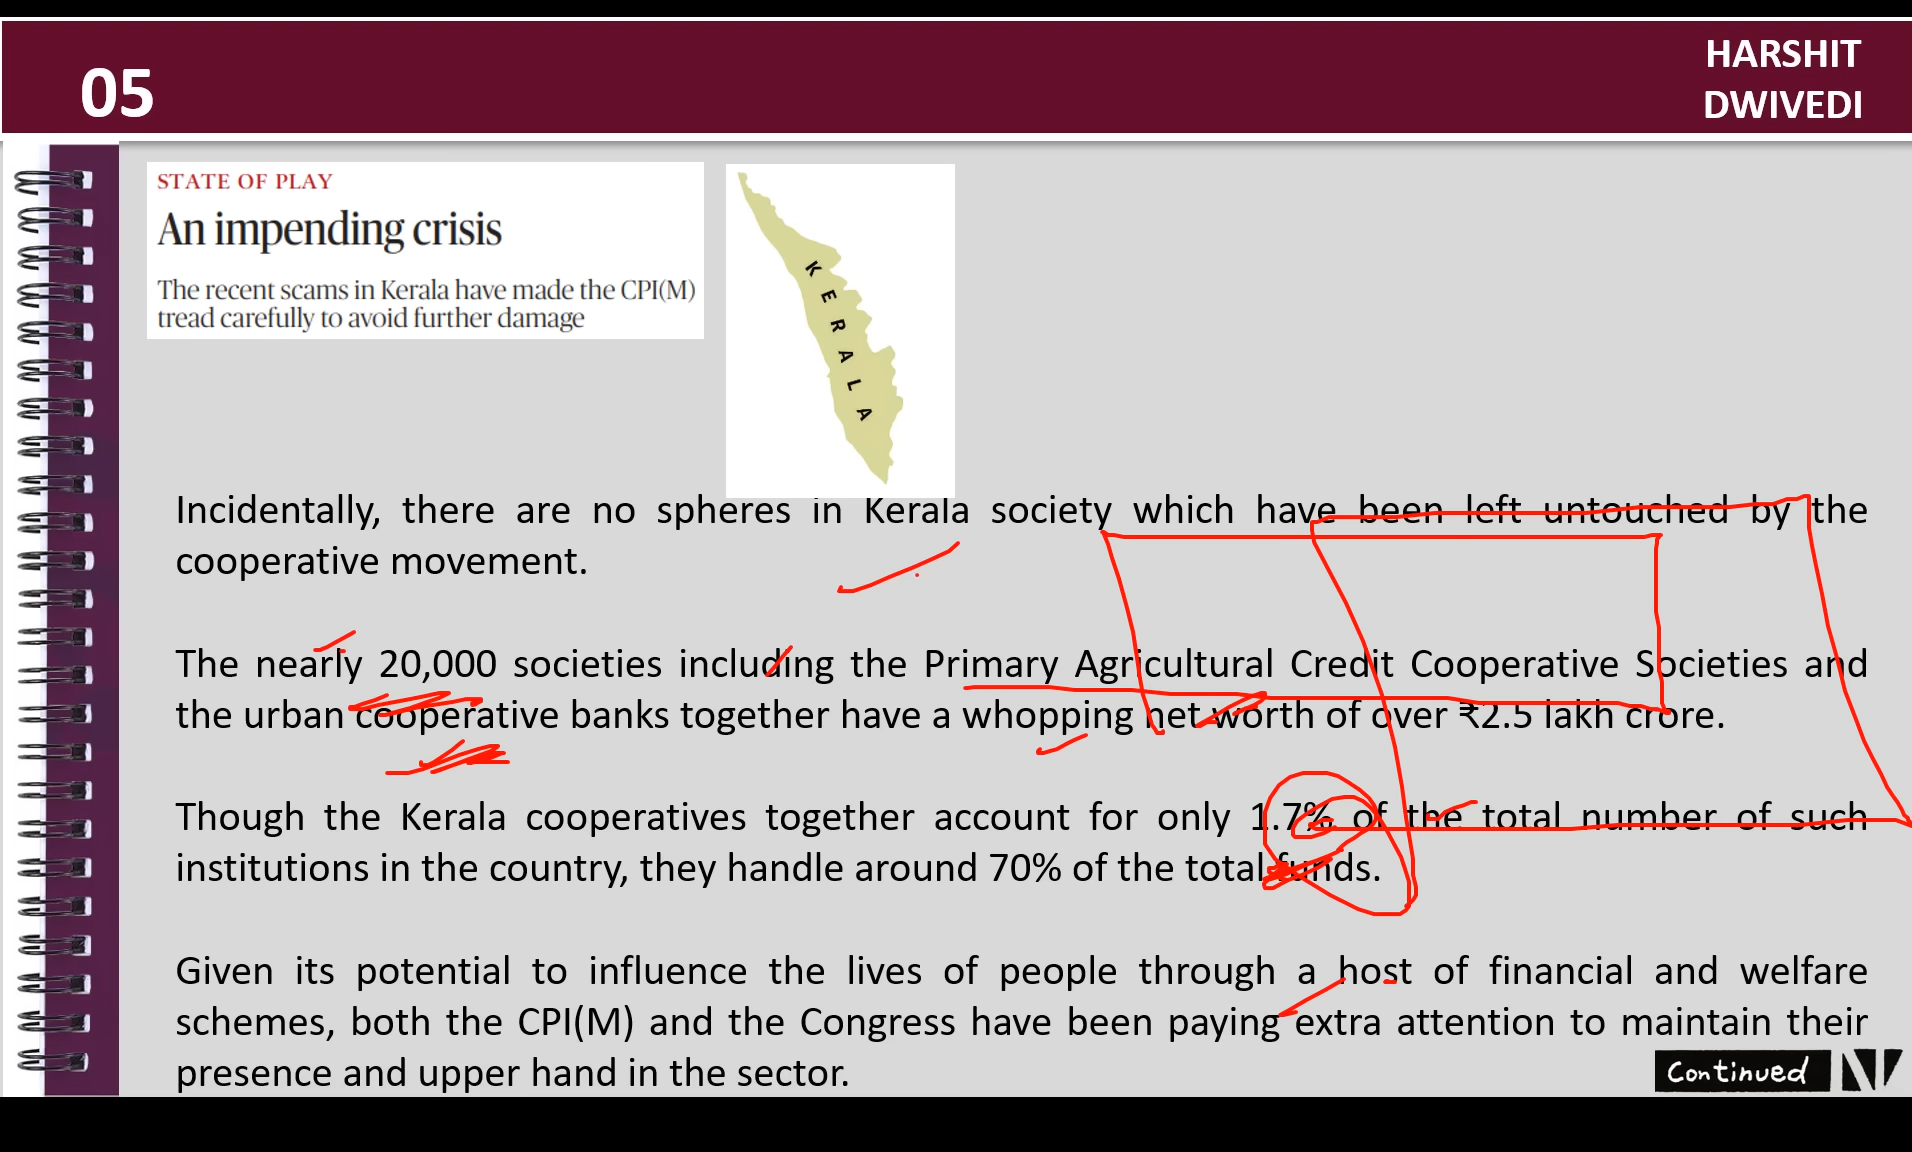 05
HARSHIT
DWIVEDI
STATE OF PLAY
An impending crisis
The recent scams in Kerala have made the CPI(M)
tread carefully to avoid further damage
KERALA
Incidentally, there are no spheres in Kerala society which have been left untouched by the
cooperative movement.
The nearly 20,000 societies including the Primary Agricultural Credit Cooperative Societies and
the urban cooperative banks together have a whopping net worth of over ₹2.5 lakh crore.
Though the Kerala cooperatives together account for only 1.7% of the total number of such
institutions in the country, they handle around 70% of the total funds.
Given its potential to influence the lives of people through a host of financial and welfare
schemes, both the CPI(M) and the Congress have been paying extra attention to maintain their
presence and upper hand in the sector.
Continued